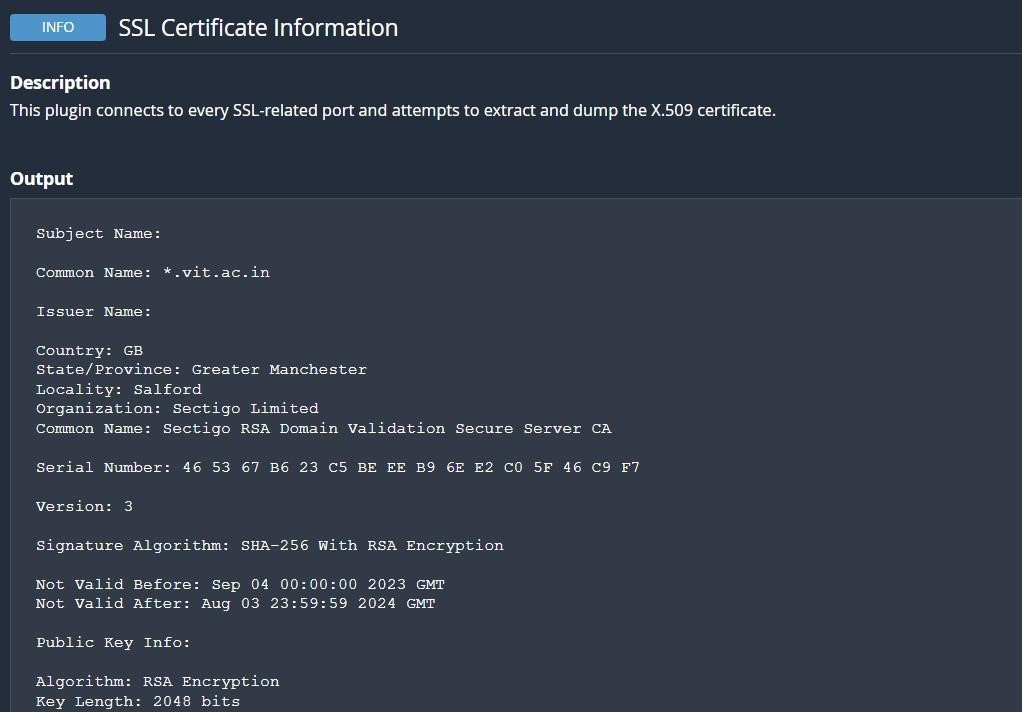 INFO SSL Certificate Information
Description
This plugin connects to every SSL-related port and attempts to extract and dump the X.509 certificate.
Output
Subject Name:
Common Name: *.vit.ac.in
Issuer Name:
Country: GB
State/Province: Greater Manchester
Locality: Salford
Organization: Sectigo Limited
Common Name: Sectigo RSA Domain Validation Secure Server CA
Serial Number: 46 53 67 B6 23 C5 BE EE B9 6E E2 C0 5F 46 C9 F7
Version: 3
Signature Algorithm: SHA-256 With RSA Encryption
Not Valid Before: Sep 04 00:00:00 2023 GMT
Not Valid After: Aug 03 23:59:59 2024 GMT
Public Key Info:
Algorithm: RSA Encryption
Key Length: 2048 bits